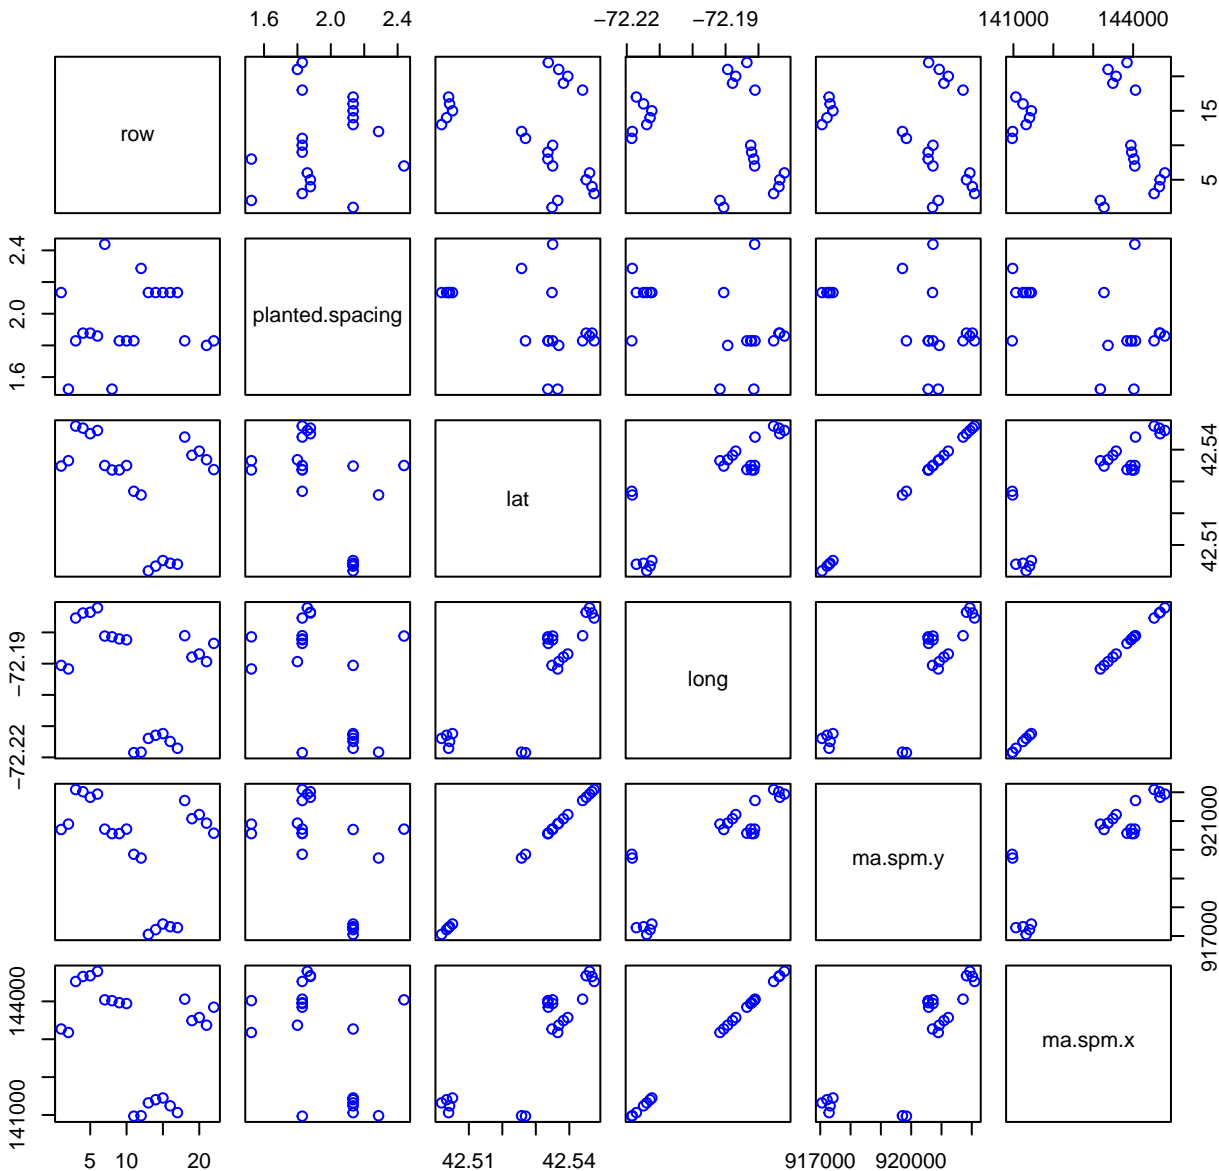 1.6 2.0 2.4 −72.22 −72.19 141000 144000
row
5 15
1.6 2.0 2.4
planted.spacing
lat
42.51 42.54
−72.22 −72.19
long
ma.spm.y
917000 921000
141000 144000
ma.spm.x
5 10 20 42.51 42.54 917000 920000